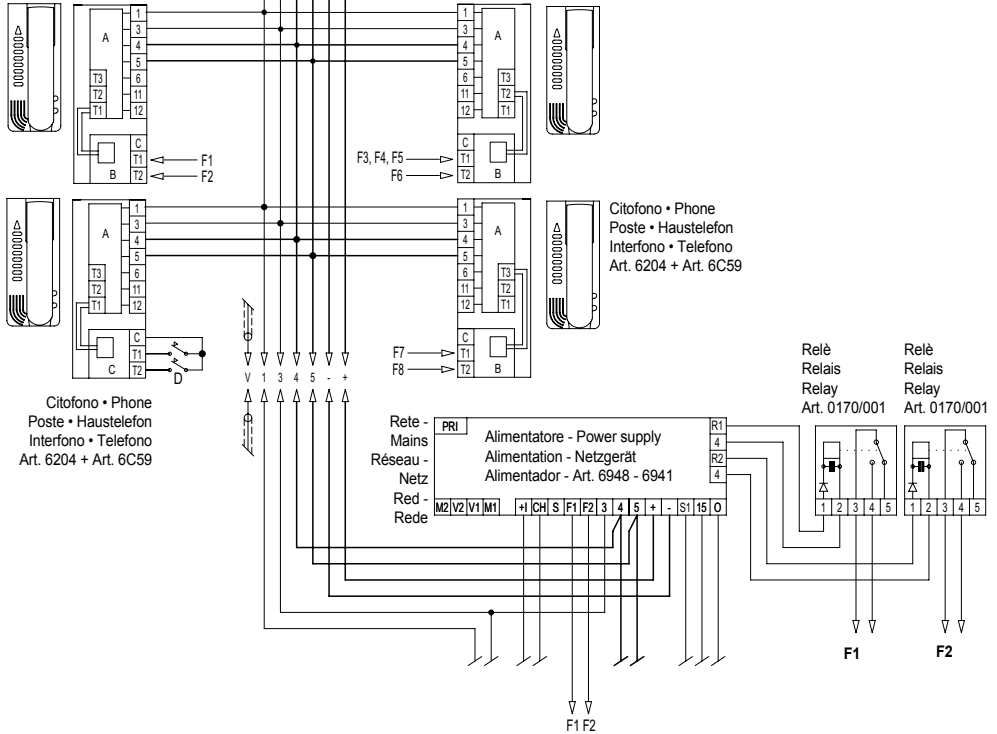 1
3
A
4
5
T3
6
T2
11
T1
12
C
T1
F1
B
T2
F2
1
3
A
4
5
6
T3
11
T2
12
T1
C
F3, F4, F5
T1
F6
T2
B
1
3
A
4
5
T3
6
T2
11
T1
12
C
T1
C
T2
D
Citofono • Phone
Poste • Haustelefon
Interfono • Telefono
Art. 6204 + Art. 6C59
1
3
A
4
5
6
T3
11
T2
12
T1
C
F7
T1
F8
T2
B
Citofono • Phone
Poste • Haustelefon
Interfono • Telefono
Art. 6204 + Art. 6C59
V 1 3 4 5 - +
Rete -
Mains
Réseau -
Netz
Red -
Rede
PRI
Alimentatore - Power supply
Alimentation - Netzgerät
Alimentador - Art. 6948 - 6941
R1
4
R2
4
M2 V2 V1 M1 +I CH S F1 F2 3 4 5 + - S1 15 O
Relè
Relais
Relay
Art. 0170/001
1 2 3 4 5
F1
Relè
Relais
Relay
Art. 0170/001
1 2 3 4 5
F2
F1 F2